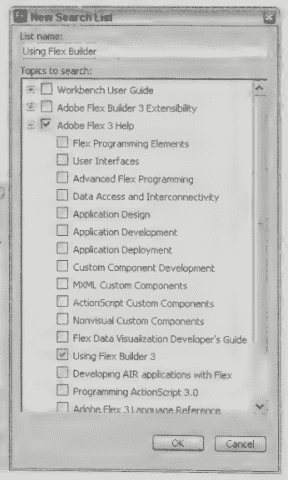 New Search List
List name:
Using Flex Builder
Topics to search:
Workbench User Guide
Adobe Flex Builder 3 Extensibility
Adobe Flex 3 Help
Flex Programming Elements
User Interfaces
Advanced Flex Programming
Data Access and Interconnectivity
Application Design
Application Development
Application Deployment
Custom Component Development
MXML Custom Components
ActionScript Custom Components
Nonvisual Custom Components
Flex Data Visualization Developer's Guide
Using Flex Builder 3
Developing AIR applications with Flex
Programming ActionScript 3.0
Adobe Flex 3 Language Reference
OK Cancel